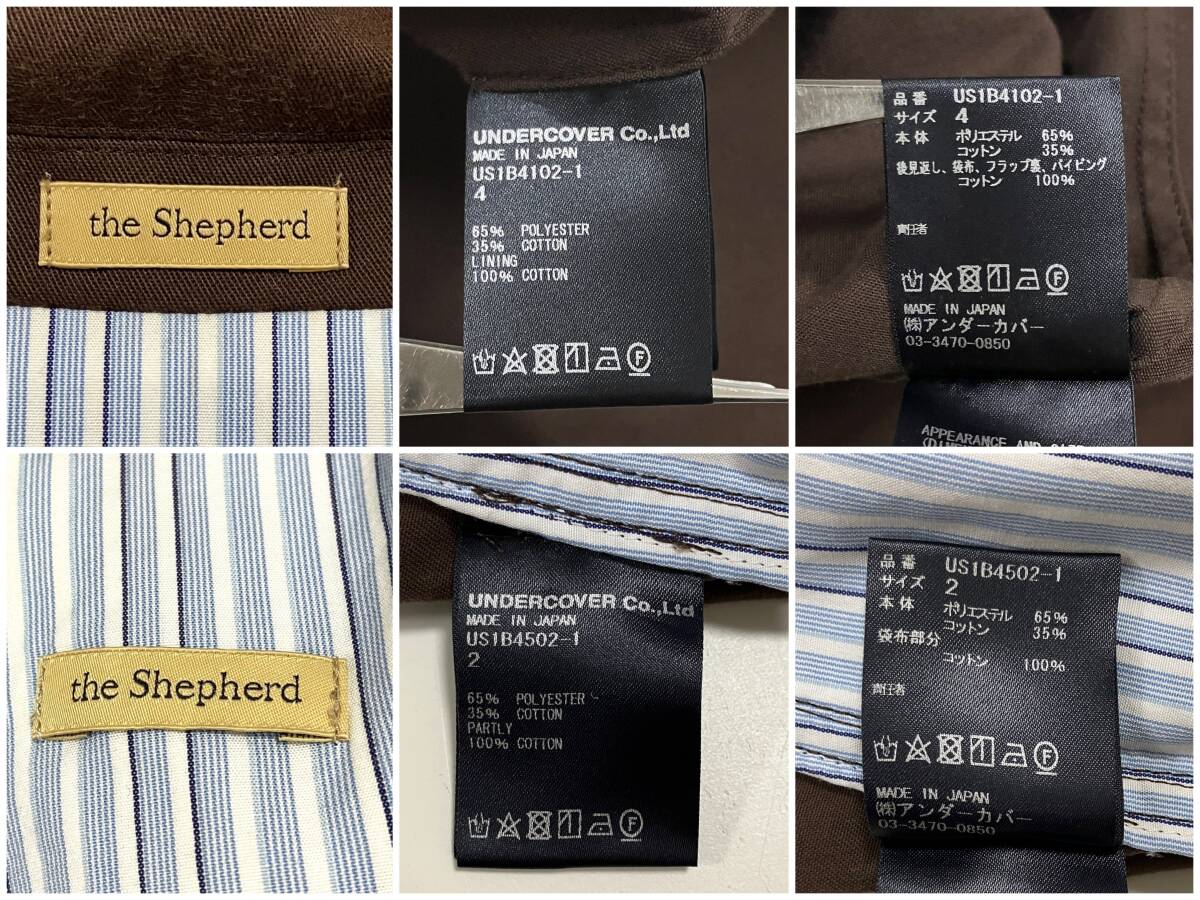 the Shepherd
UNDERCOVER Co.,Ltd
MADE IN JAPAN
US1B4102-1
4
65% POLYESTER
35% COTTON
LINING
100% COTTON
品番 US1B4102-1
サイズ 4
本体 ポリエステル 65%
コットン 35%
後見返し、袋布、フラップ裏、パイピング
コットン 100%
責任者
MADE IN JAPAN
㈱アンダーカバー
03-3470-0850
APPEARANCE AND
the Shepherd
UNDERCOVER Co.,Ltd
MADE IN JAPAN
US1B4502-1
2
65% POLYESTER
35% COTTON
PARTLY
100% COTTON
品番 US1B4502-1
サイズ 2
本体 ポリエステル 65%
コットン 35%
袋布部分
コットン 100%
責任者
MADE IN JAPAN
㈱アンダーカバー
03-3470-0850